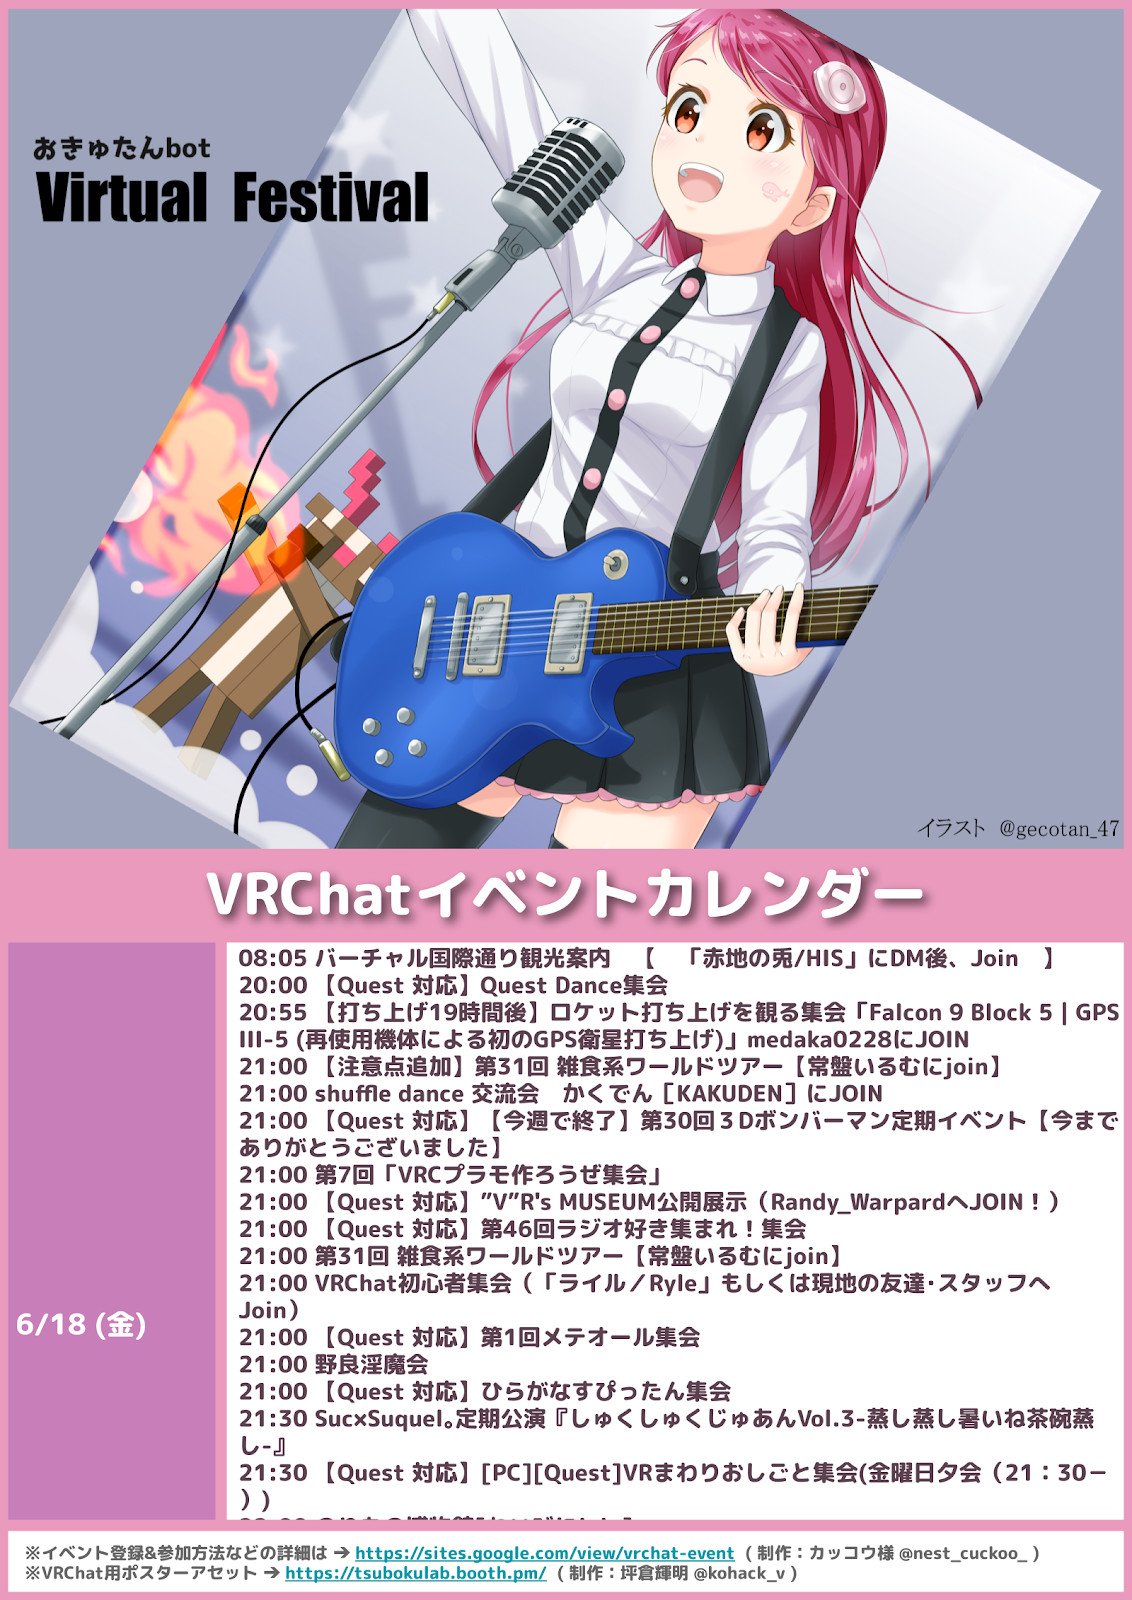 おきゅたんbot
Virtual Festival
イラスト @gecotan_47
VRChatイベントカレンダー
6/18 (金)
08:05 バーチャル国際通り観光案内　【　「赤地の兎/HIS」にDM後、Join　】
20:00 【Quest 対応】Quest Dance集会
20:55 【打ち上げ19時間後】ロケット打ち上げを観る集会「Falcon 9 Block 5 | GPS
III-5 (再使用機体による初のGPS衛星打ち上げ)」medaka0228にJOIN
21:00 【注意点追加】第31回 雑食系ワールドツアー【常盤いるむにjoin】
21:00 shuffle dance 交流会　かくでん［KAKUDEN］にJOIN
21:00 【Quest 対応】【今週で終了】第30回３Dボンバーマン定期イベント【今まで
ありがとうございました】
21:00 第7回「VRCプラモ作ろうぜ集会」
21:00 【Quest 対応】”V”R's MUSEUM公開展示（Randy_WarpardへJOIN！）
21:00 【Quest 対応】第46回ラジオ好き集まれ！集会
21:00 第31回 雑食系ワールドツアー【常盤いるむにjoin】
21:00 VRChat初心者集会（「ライル／Ryle」もしくは現地の友達･スタッフへ
Join）
21:00 【Quest 対応】第1回メテオール集会
21:00 野良淫魔会
21:00 【Quest 対応】ひらがなすぴったん集会
21:30 Suc×Suquel｡定期公演『しゅくしゅくじゅあんVol.3-蒸し蒸し暑いね茶碗蒸
し-』
21:30 【Quest 対応】[PC][Quest]VRまわりおしごと集会(金曜日夕会（21：30－
）)
※イベント登録&参加方法などの詳細は ➔ https://sites.google.com/view/vrchat-event （ 制作：カッコウ様 @nest_cuckoo_ ）
※VRChat用ポスターアセット ➔ https://tsubokulab.booth.pm/ （ 制作：坪倉輝明 @kohack_v ）